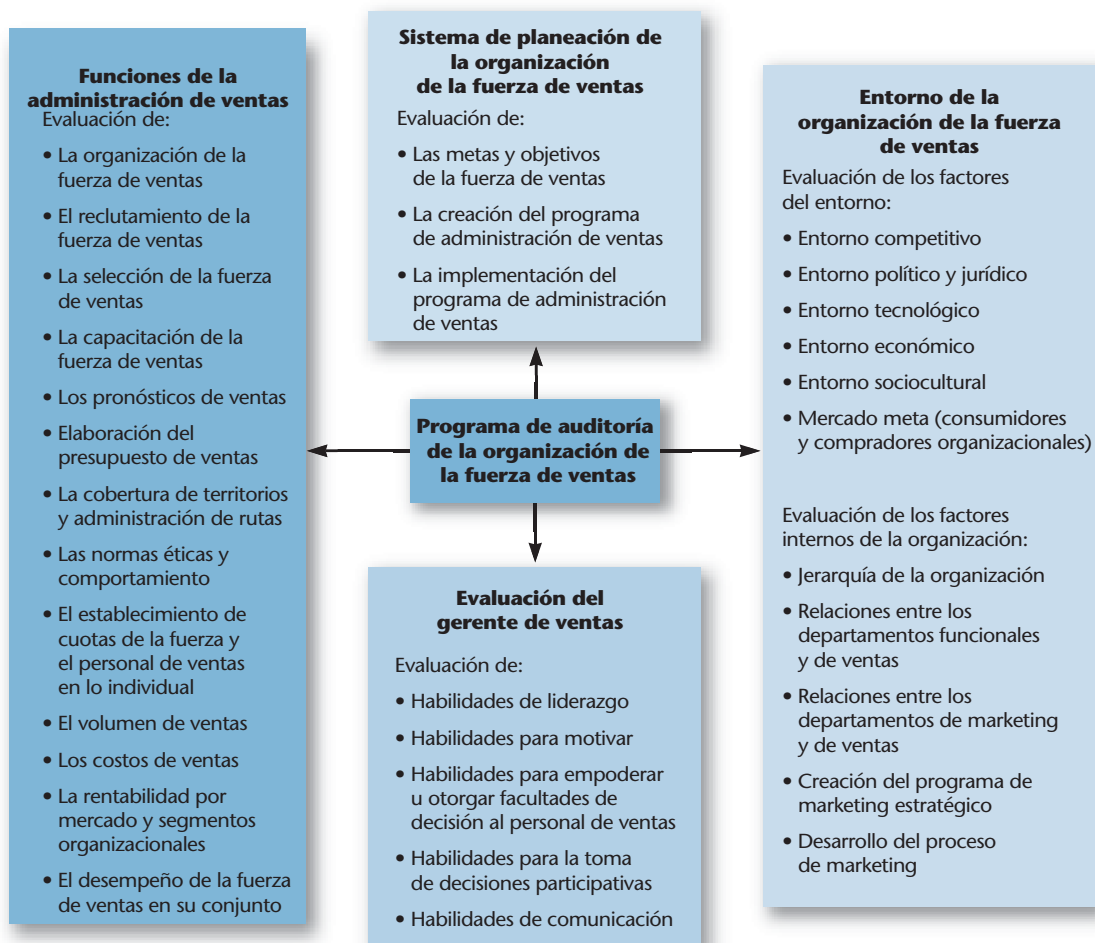 Funciones de la
administración de ventas
Evaluación de:
• La organización de la
fuerza de ventas
• El reclutamiento de la
fuerza de ventas
• La selección de la fuerza
de ventas
• La capacitación de la
fuerza de ventas
• Los pronósticos de ventas
• Elaboración del
presupuesto de ventas
• La cobertura de territorios
y administración de rutas
• Las normas éticas y
comportamiento
• El establecimiento de
cuotas de la fuerza y
el personal de ventas
en lo individual
• El volumen de ventas
• Los costos de ventas
• La rentabilidad por
mercado y segmentos
organizacionales
• El desempeño de la fuerza
de ventas en su conjunto
Sistema de planeación de
la organización
de la fuerza de ventas
Evaluación de:
• Las metas y objetivos
de la fuerza de ventas
• La creación del programa
de administración de ventas
• La implementación del
programa de administración
de ventas
Programa de auditoría
de la organización de
la fuerza de ventas
Evaluación del
gerente de ventas
Evaluación de:
• Habilidades de liderazgo
• Habilidades para motivar
• Habilidades para empoderar
u otorgar facultades de
decisión al personal de ventas
• Habilidades para la toma
de decisiones participativas
• Habilidades de comunicación
Entorno de la
organización de la fuerza
de ventas
Evaluación de los factores
del entorno:
• Entorno competitivo
• Entorno político y jurídico
• Entorno tecnológico
• Entorno económico
• Entorno sociocultural
• Mercado meta (consumidores
y compradores organizacionales)
Evaluación de los factores
internos de la organización:
• Jerarquía de la organización
• Relaciones entre los
departamentos funcionales
y de ventas
• Relaciones entre los
departamentos de marketing
y de ventas
• Creación del programa de
marketing estratégico
• Desarrollo del proceso
de marketing